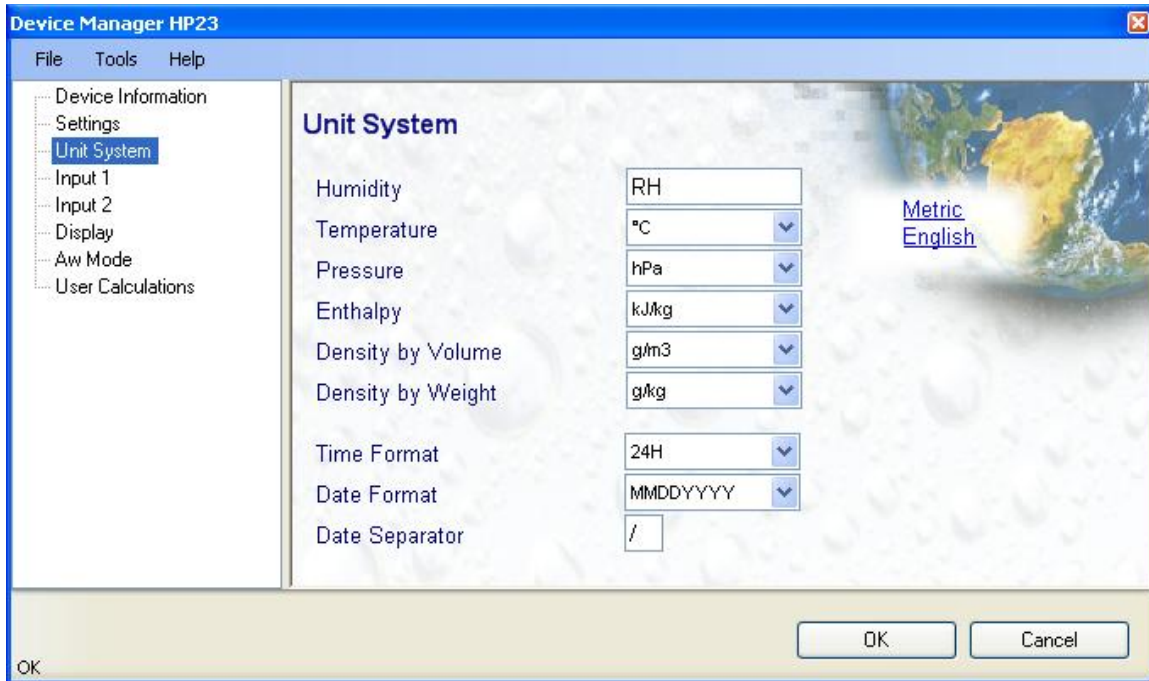 Device Manager HP23
File Tools Help
Device Information
Settings
Unit System
Input 1
Input 2
Display
Aw Mode
User Calculations
Unit System
Humidity RH
Temperature °C
Pressure hPa
Enthalpy kJ/kg
Density by Volume g/m3
Density by Weight g/kg
Time Format 24H
Date Format MMDDYYYY
Date Separator /
Metric
English
OK Cancel
OK